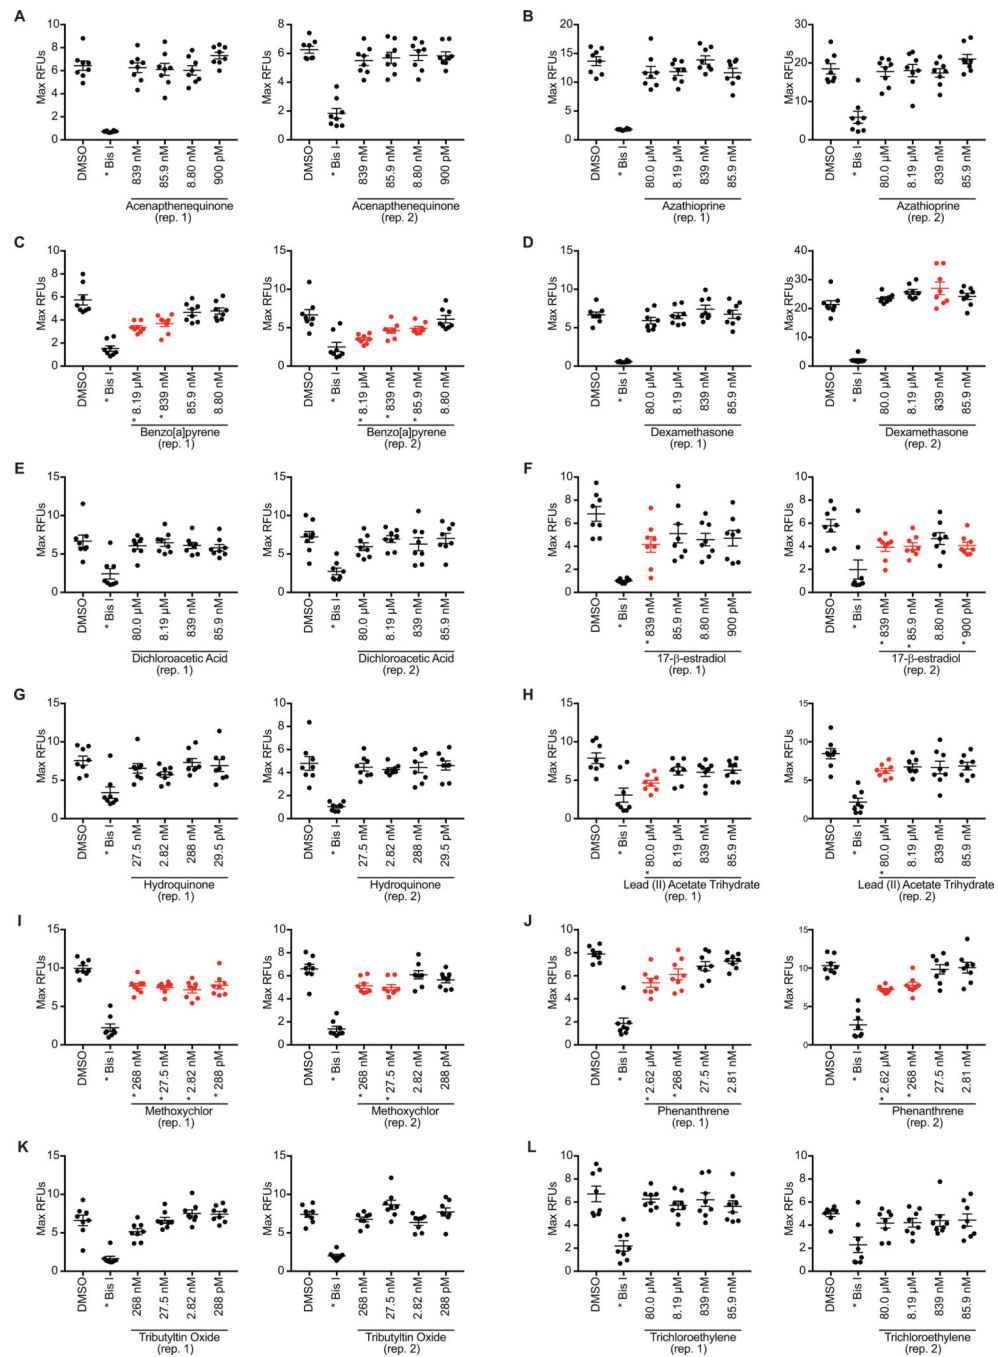 A
Max RFUs
10
8
6
4
2
0
DMSO
* Bis I
839 nM
85.9 nM
8.80 nM
900 pM
Acenaphthenequinone
(rep. 1)
Max RFUs
8
6
4
2
0
DMSO
* Bis I
839 nM
85.9 nM
8.80 nM
900 pM
Acenaphthenequinone
(rep. 2)
B
Max RFUs
20
15
10
5
0
DMSO
* Bis I
80.0 µM
8.19 µM
839 nM
85.9 nM
Azathioprine
(rep. 1)
Max RFUs
30
20
10
0
DMSO
* Bis I
80.0 µM
8.19 µM
839 nM
85.9 nM
Azathioprine
(rep. 2)
C
Max RFUs
10
8
6
4
2
0
DMSO
* Bis I
* 8.19 µM
* 839 nM
85.9 nM
8.80 nM
Benzo[a]pyrene
(rep. 1)
Max RFUs
15
10
5
0
DMSO
* Bis I
* 8.19 µM
* 839 nM
* 85.9 nM
8.80 nM
Benzo[a]pyrene
(rep. 2)
D
Max RFUs
15
10
5
0
DMSO
* Bis I
80.0 µM
8.19 µM
839 nM
85.9 nM
Dexamethasone
(rep. 1)
Max RFUs
40
30
20
10
0
DMSO
* Bis I
80.0 nM
8.19 µM
839 nM
85.9 nM
Dexamethasone
(rep. 2)
E
Max RFUs
15
10
5
0
DMSO
* Bis I
80.0 µM
8.19 µM
839 nM
85.9 nM
Dichloroacetic Acid
(rep. 1)
Max RFUs
15
10
5
0
DMSO
* Bis I
80.0 µM
8.19 µM
839 nM
85.9 nM
Dichloroacetic Acid
(rep. 2)
F
Max RFUs
10
8
6
4
2
0
DMSO
* Bis I
* 839 nM
85.9 nM
8.80 nM
900 pM
17-β-estradiol
(rep. 1)
Max RFUs
10
8
6
4
2
0
DMSO
* Bis I
* 839 nM
* 85.9 nM
8.80 nM
* 900 pM
17-β-estradiol
(rep. 2)
G
Max RFUs
15
10
5
0
DMSO
* Bis I
27.5 nM
2.82 nM
288 nM
29.5 pM
Hydroquinone
(rep. 1)
Max RFUs
10
8
6
4
2
0
DMSO
* Bis I
27.5 nM
2.82 nM
288 nM
29.5 pM
Hydroquinone
(rep. 2)
H
Max RFUs
15
10
5
0
DMSO
* Bis I
* 80.0 µM
8.19 µM
839 nM
85.9 nM
Lead (II) Acetate Trihydrate
(rep. 1)
Max RFUs
15
10
5
0
DMSO
* Bis I
* 80.0 µM
8.19 µM
839 nM
85.9 nM
Lead (II) Acetate Trihydrate
(rep. 2)
I
Max RFUs
15
10
5
0
DMSO
* Bis I
* 268 nM
* 27.5 nM
* 2.82 nM
* 288 pM
Methoxychlor
(rep. 1)
Max RFUs
10
8
6
4
2
0
DMSO
* Bis I
* 268 nM
* 27.5 nM
2.82 nM
288 pM
Methoxychlor
(rep. 2)
J
Max RFUs
10
8
6
4
2
0
DMSO
* Bis I
* 2.62 µM
* 268 nM
27.5 nM
2.81 nM
Phenanthrene
(rep. 1)
Max RFUs
15
10
5
0
DMSO
* Bis I
* 2.62 µM
* 268 nM
27.5 nM
2.81 nM
Phenanthrene
(rep. 2)
K
Max RFUs
15
10
5
0
DMSO
* Bis I
268 nM
27.5 nM
2.82 nM
288 pM
Tributyltin Oxide
(rep. 1)
Max RFUs
15
10
5
0
DMSO
* Bis I
268 nM
27.5 nM
2.82 nM
288 pM
Tributyltin Oxide
(rep. 2)
L
Max RFUs
10
8
6
4
2
0
DMSO
* Bis I
80.0 µM
8.19 µM
839 nM
85.9 nM
Trichloroethylene
(rep. 1)
Max RFUs
10
8
6
4
2
0
DMSO
* Bis I
80.0 µM
8.19 µM
839 nM
85.9 nM
Trichloroethylene
(rep. 2)